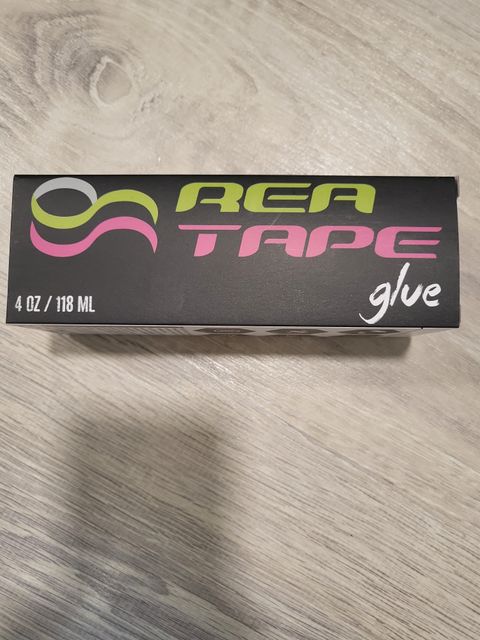 REA
TAPE
glue
4 OZ / 118 ML